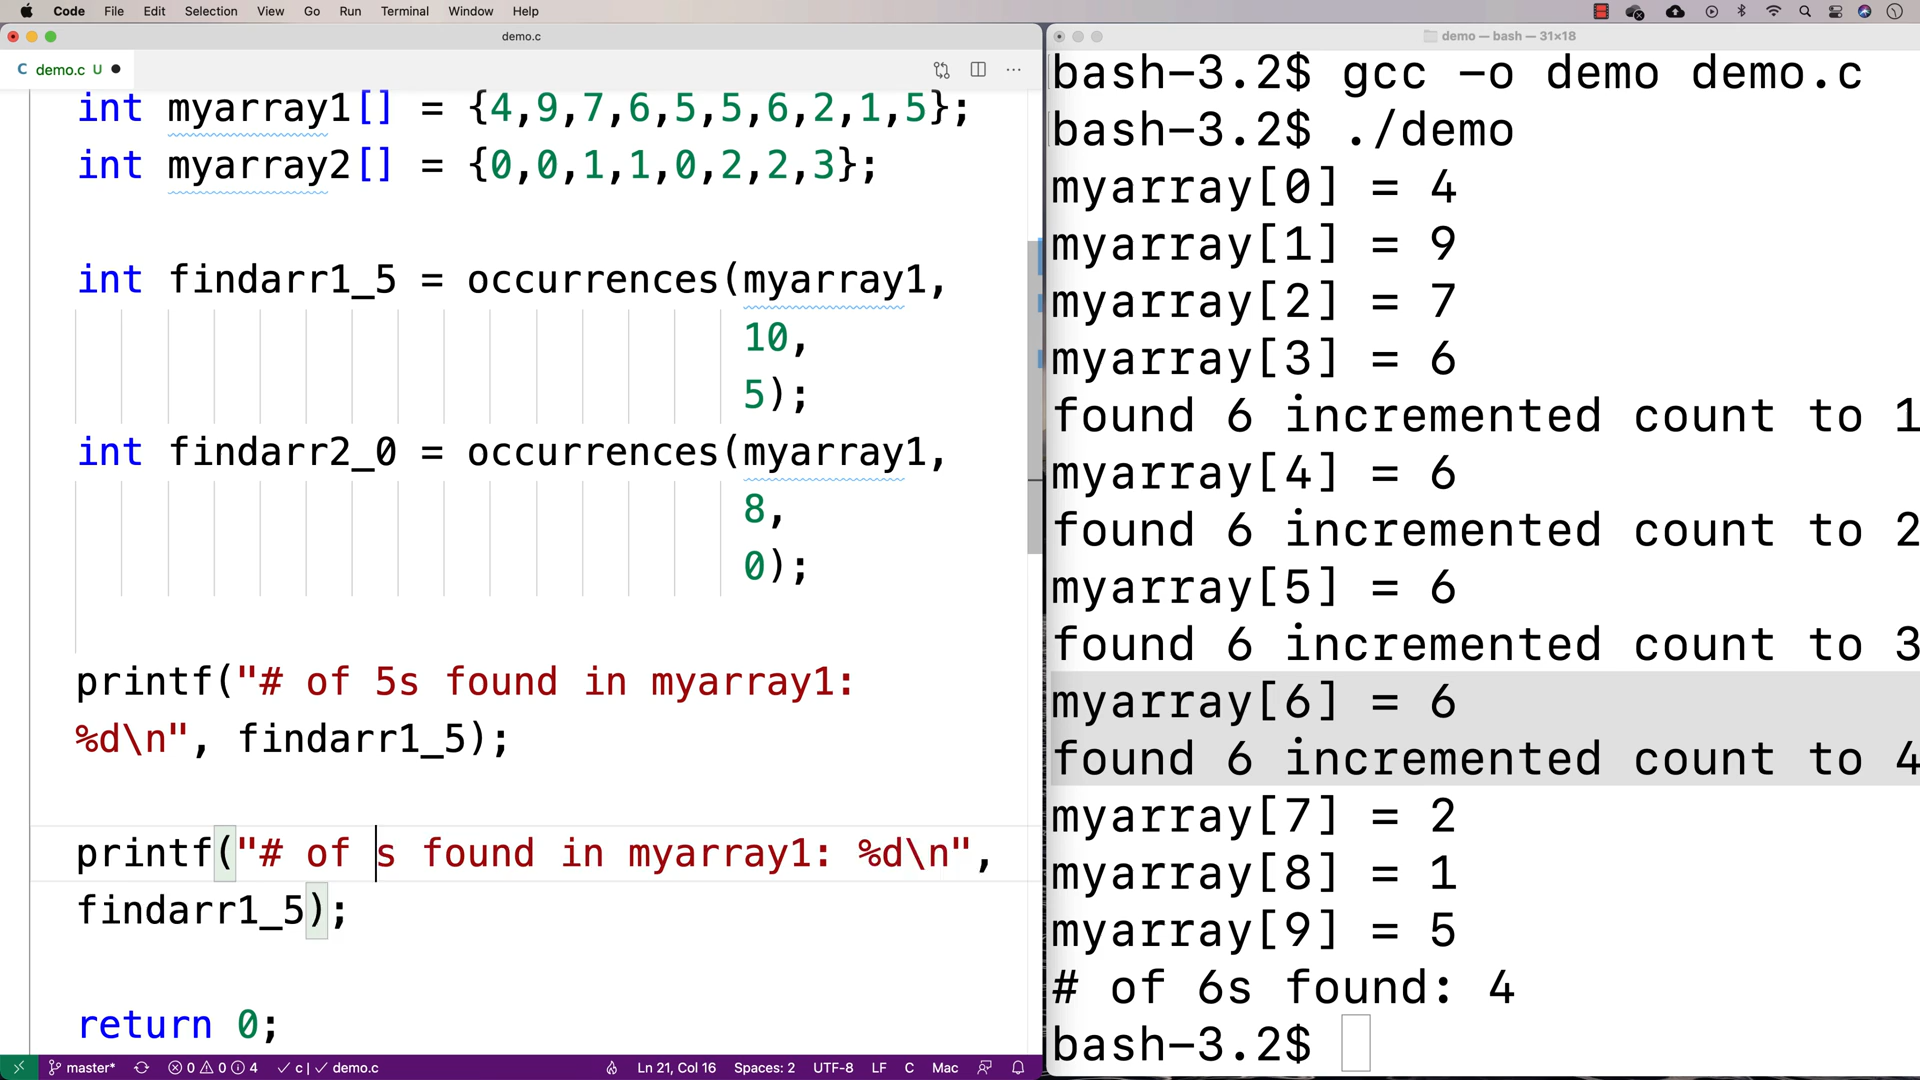 Code File Edit Selection View Go Run Terminal Window Help
demo.c
C demo.c U
int myarray1[] = {4,9,7,6,5,5,6,2,1,5};
int myarray2[] = {0,0,1,1,0,2,2,3};
int findarr1_5 = occurrences(myarray1,
10,
5);
int findarr2_0 = occurrences(myarray1,
8,
0);
printf("# of 5s found in myarray1:
%d\n", findarr1_5);
printf("# of s found in myarray1: %d\n",
findarr1_5);
return 0;
master* 0 0 4 c | demo.c Ln 21, Col 16 Spaces: 2 UTF-8 LF C Mac
demo — bash — 31×18
bash-3.2$ gcc -o demo demo.c
bash-3.2$ ./demo
myarray[0] = 4
myarray[1] = 9
myarray[2] = 7
myarray[3] = 6
found 6 incremented count to 1
myarray[4] = 6
found 6 incremented count to 2
myarray[5] = 6
found 6 incremented count to 3
myarray[6] = 6
found 6 incremented count to 4
myarray[7] = 2
myarray[8] = 1
myarray[9] = 5
# of 6s found: 4
bash-3.2$